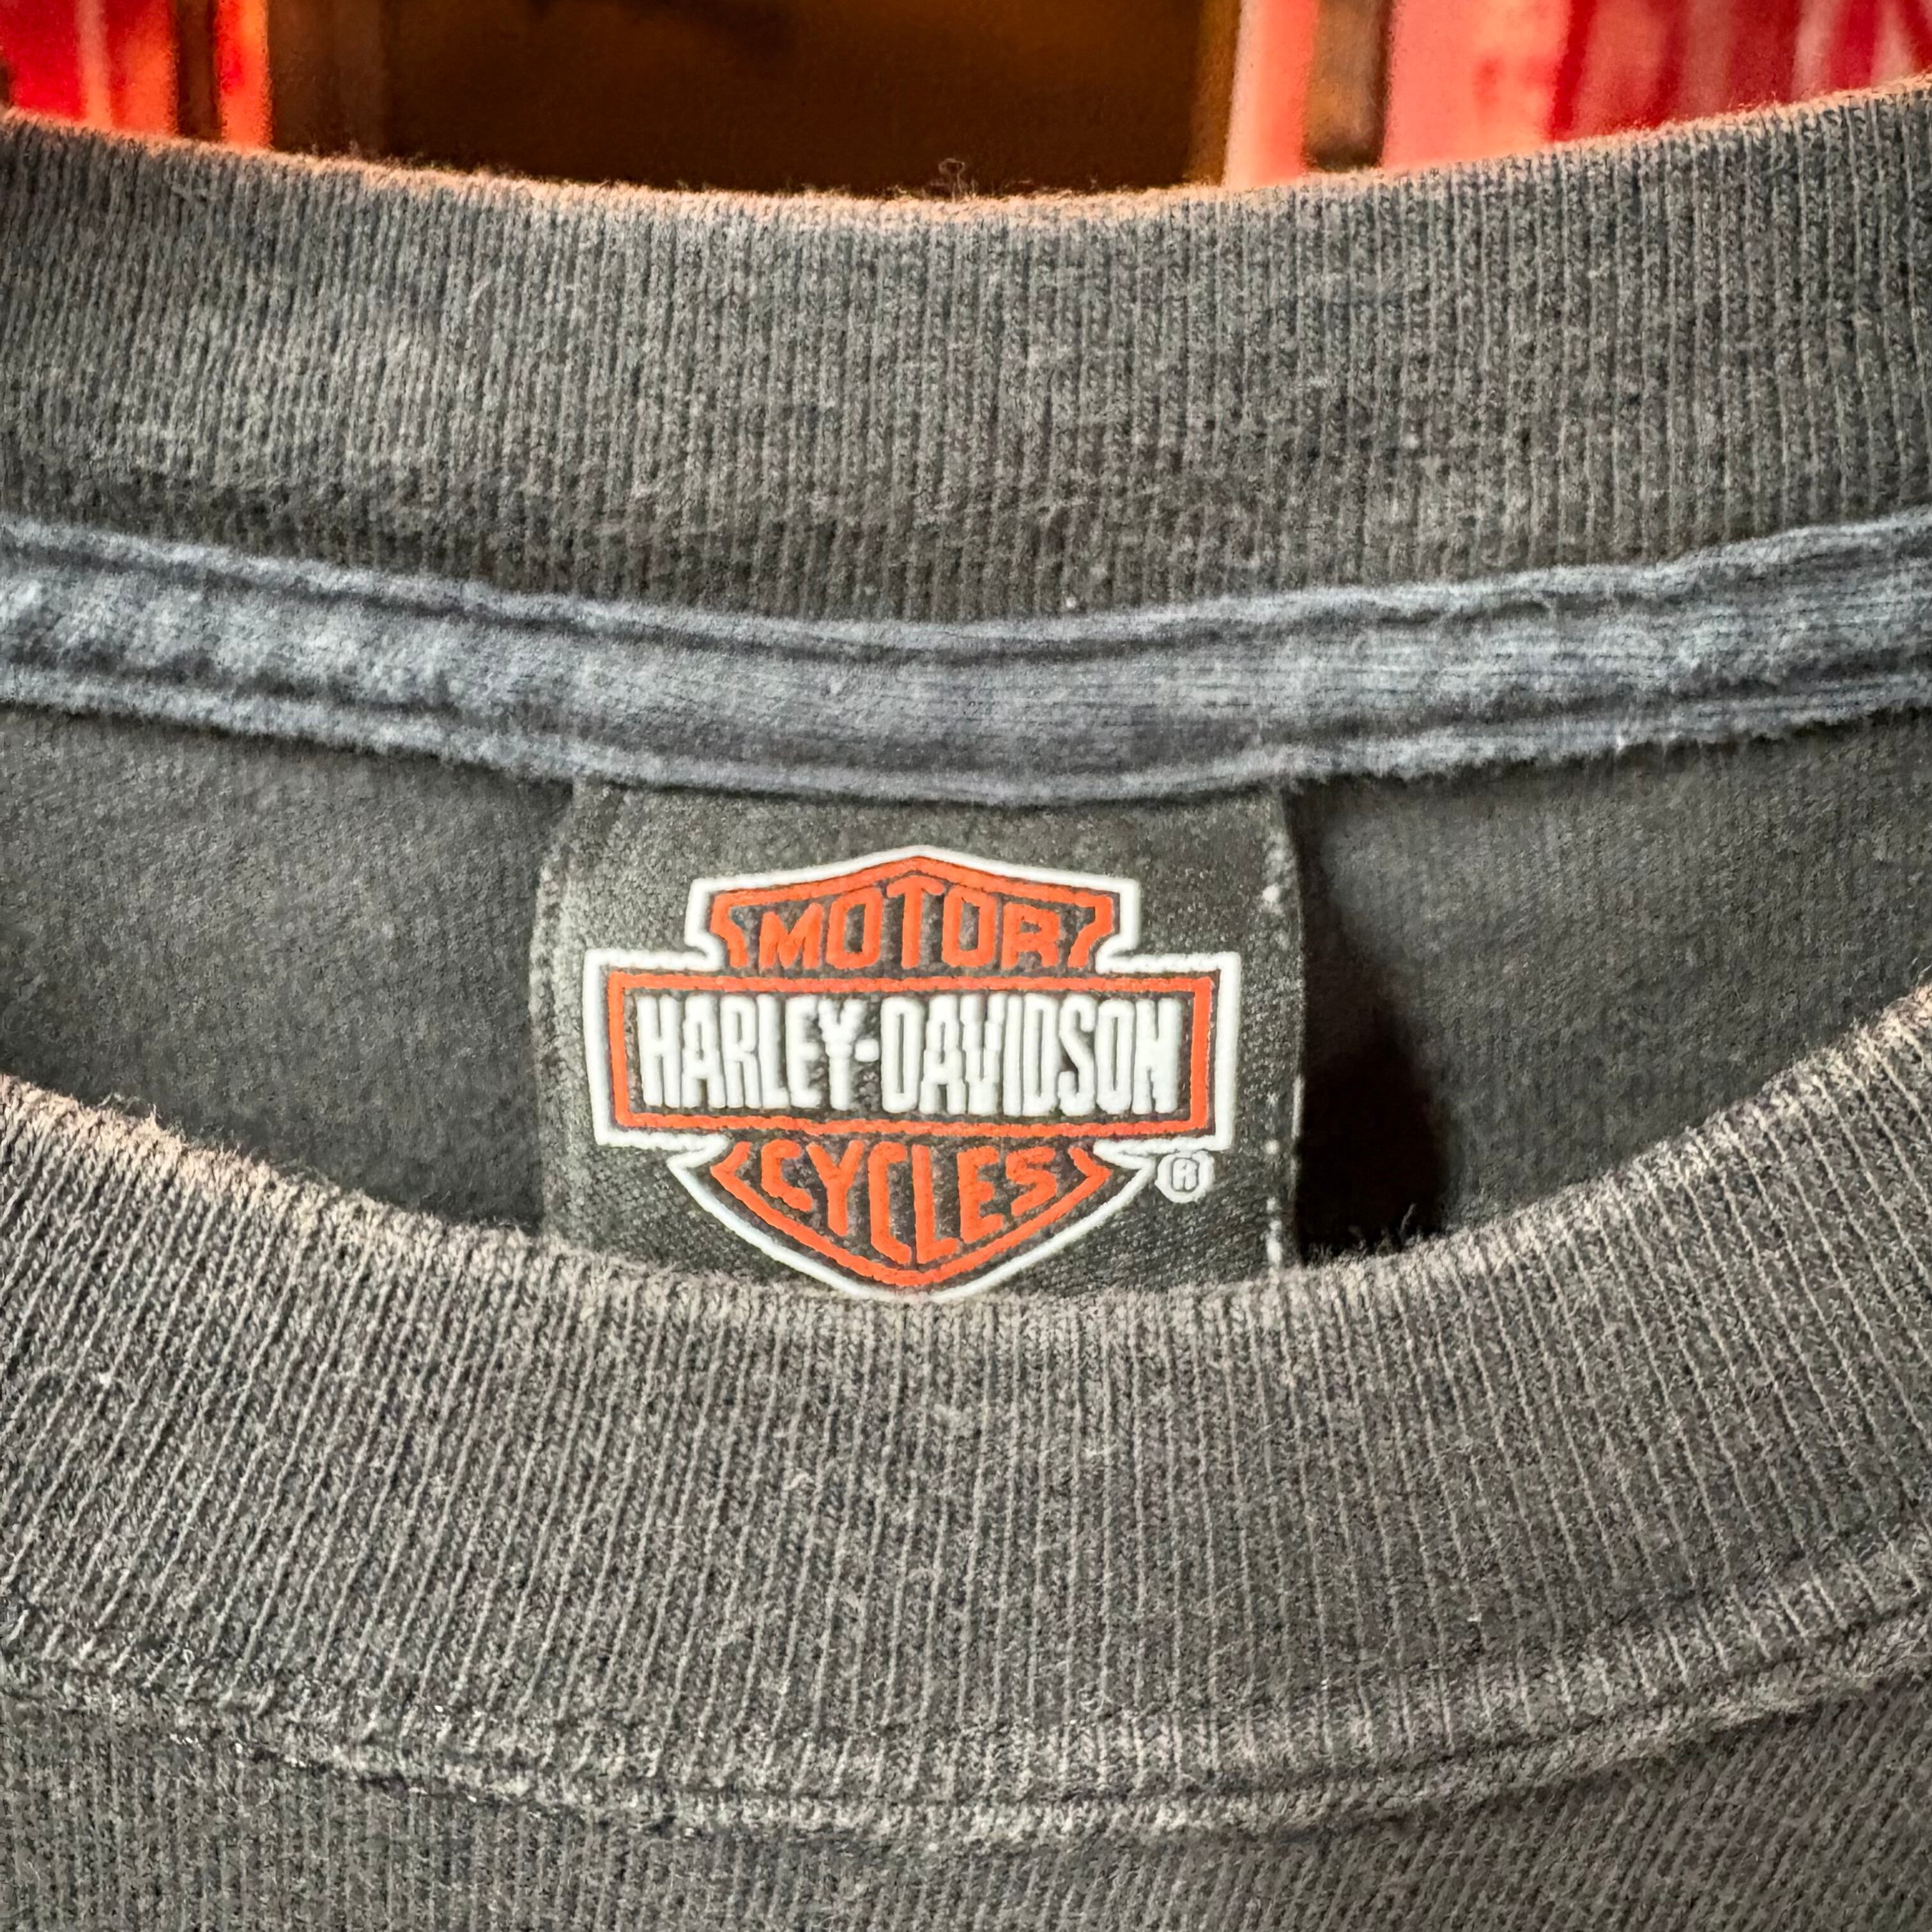 MOTOR
HARLEY-DAVIDSON
CYCLES
®